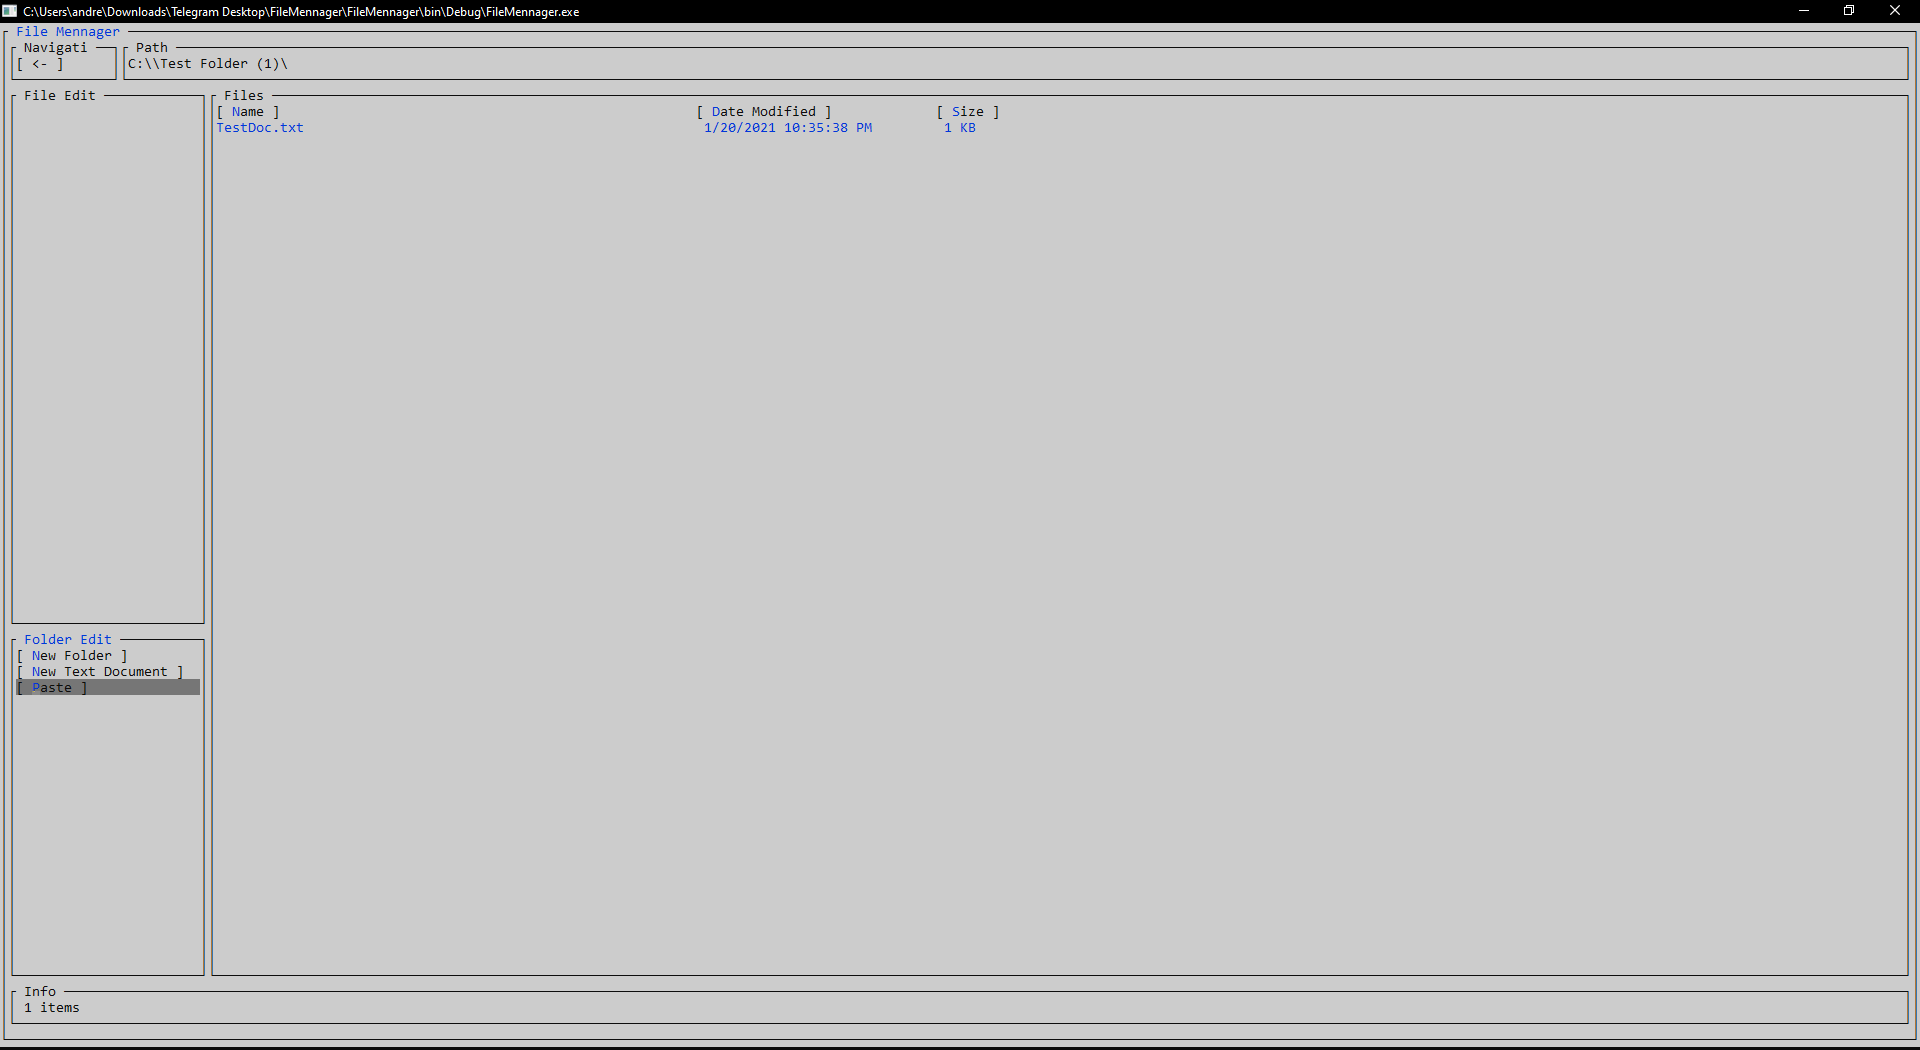 C:\Users\andre\Downloads\Telegram Desktop\FileMennager\FileMennager\bin\Debug\FileMennager.exe
File Mennager
Navigati
Path
[ <- ]
C:\\Test Folder (1)\
File Edit
Files
[ Name ] [ Date Modified ] [ Size ]
TestDoc.txt 1/20/2021 10:35:38 PM 1 KB
Folder Edit
[ New Folder ]
[ New Text Document ]
[ Paste ]
Info
1 items